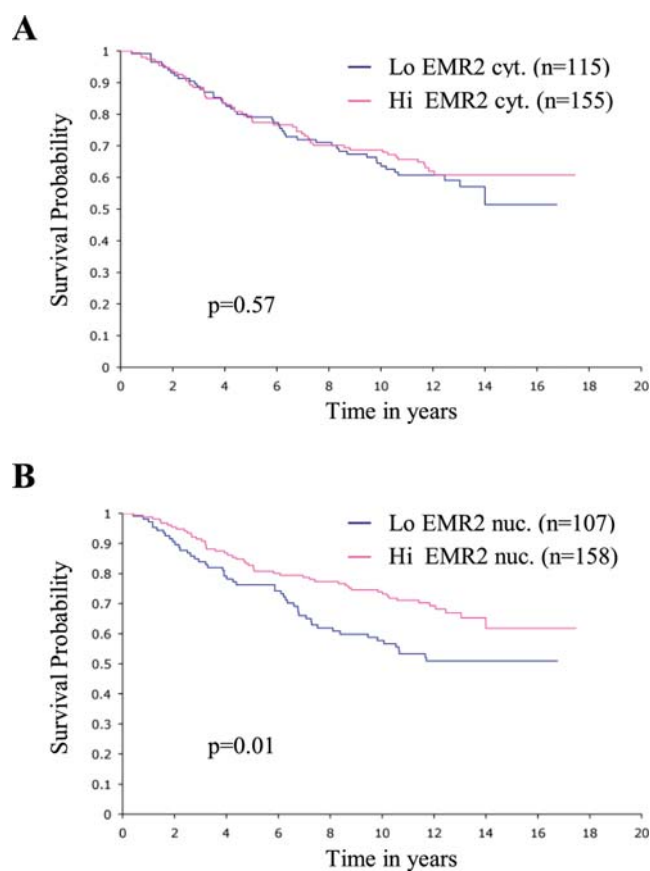 A
1
0.9
0.8
0.7
0.6
0.5
0.4
0.3
0.2
0.1
0
Survival Probability
Lo EMR2 cyt. (n=115)
Hi EMR2 cyt. (n=155)
p=0.57
0 2 4 6 8 10 12 14 16 18 20
Time in years
B
1
0.9
0.8
0.7
0.6
0.5
0.4
0.3
0.2
0.1
0
Survival Probability
Lo EMR2 nuc. (n=107)
Hi EMR2 nuc. (n=158)
p=0.01
0 2 4 6 8 10 12 14 16 18 20
Time in years